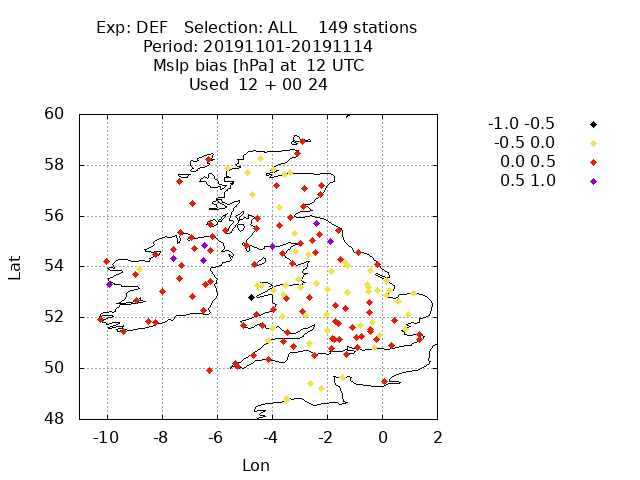 Exp: DEF Selection: ALL 149 stations
Period: 20191101-20191114
Mslp bias [hPa] at 12 UTC
Used 12 + 00 24
-1.0 -0.5
-0.5 0.0
0.0 0.5
0.5 1.0
60
58
56
54
52
50
48
Lat
-10 -8 -6 -4 -2 0 2
Lon